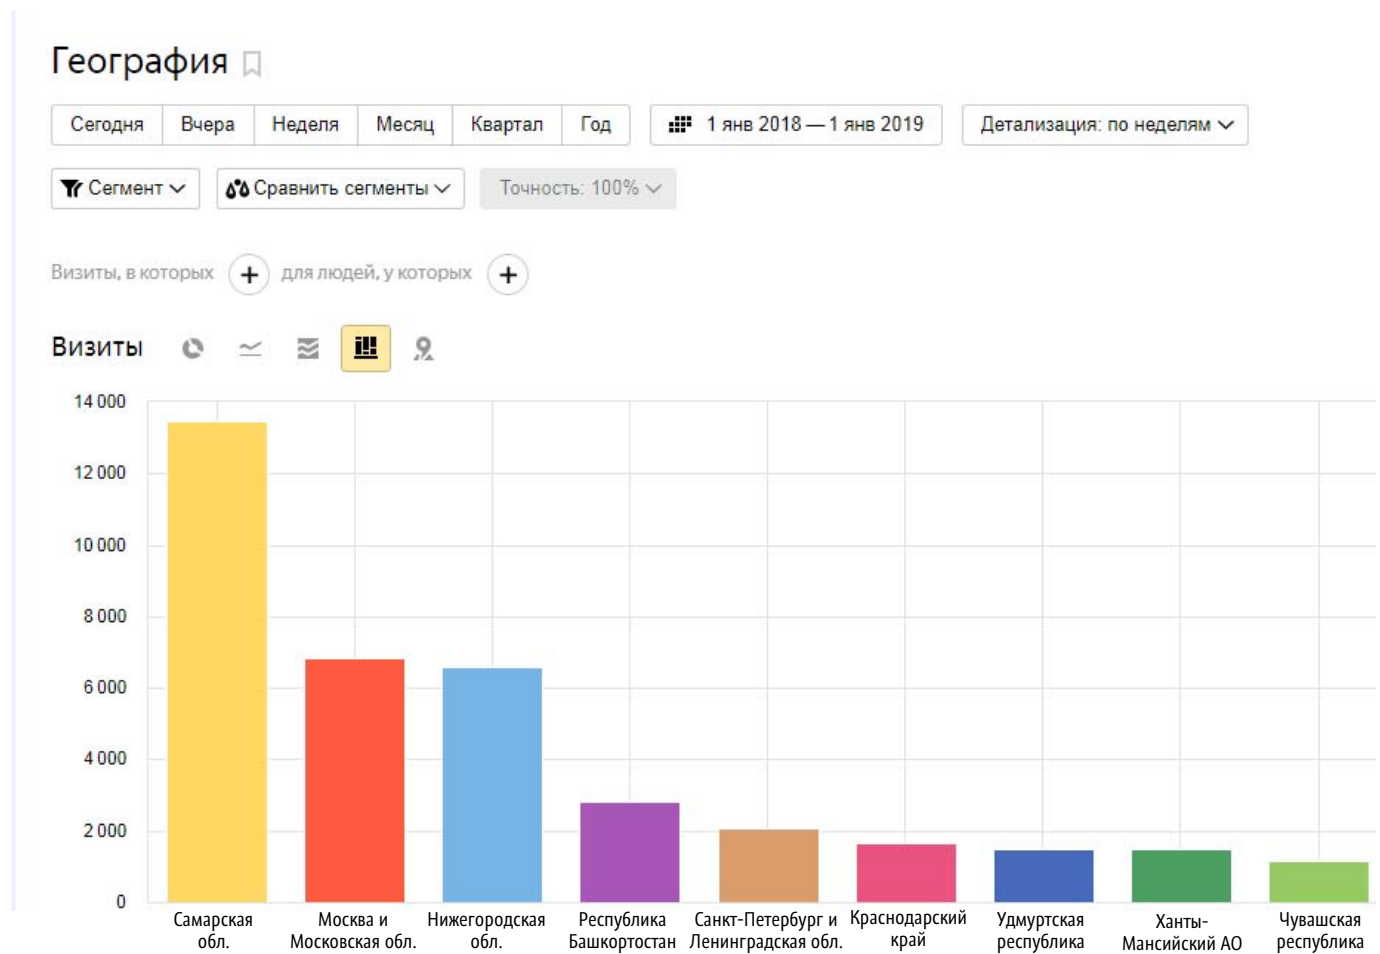 География
Сегодня Вчера Неделя Месяц Квартал Год 1 янв 2018 — 1 янв 2019 Детализация: по неделям
Сегмент Сравнить сегменты Точность: 100%
Визиты, в которых + для людей, у которых +
Визиты
14 000
12 000
10 000
8 000
6 000
4 000
2 000
0
Самарская обл.
Москва и Московская обл.
Нижегородская обл.
Республика Башкортостан
Санкт-Петербург и Ленинградская обл.
Краснодарский край
Удмуртская республика
Ханты-Мансийский АО
Чувашская республика